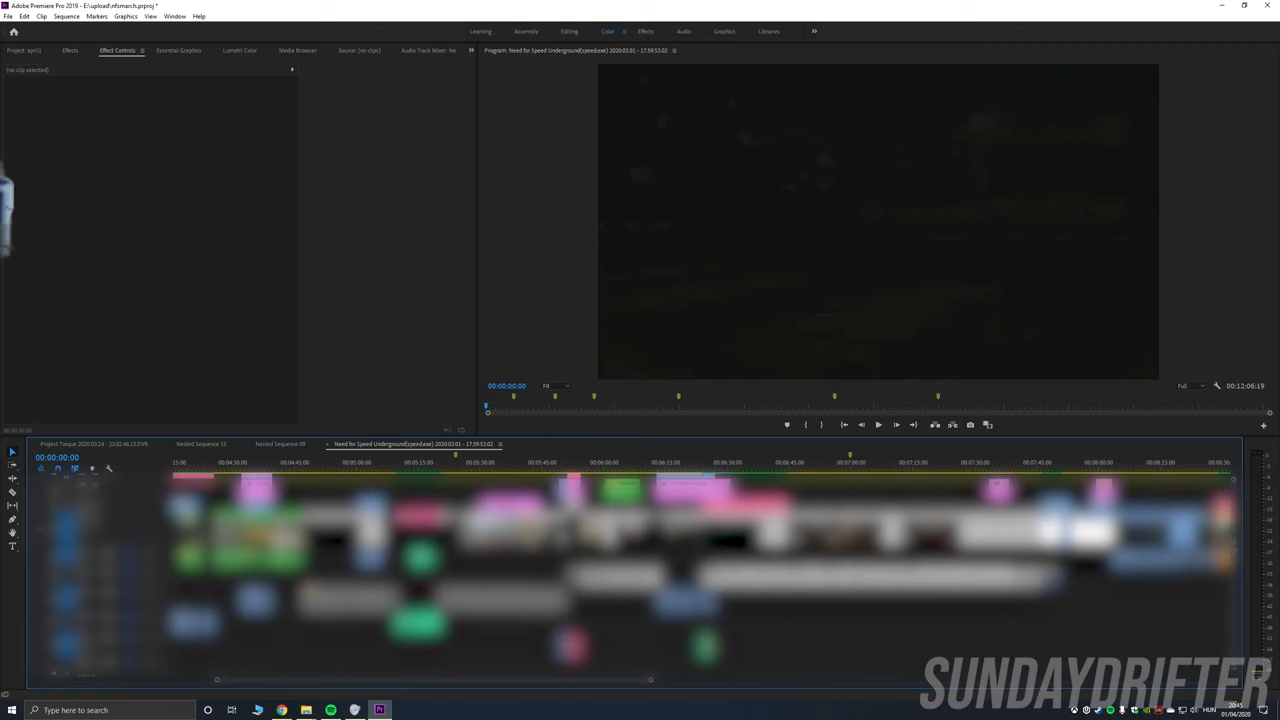 Adobe Premiere Pro 2019 - E:\upload\nfsmarch.prproj *
File Edit Clip Sequence Markers Graphics View Window Help
Learning Assembly Editing Color Effects Audio Graphics Libraries
Project: april3 Effects Effect Controls Essential Graphics Lumetri Color Media Browser Source: (no clips) Audio Track Mixer: Ne
Program: Need for Speed Underground(speed.exe) 2020.03.01 - 17.59.53.02
(no clip selected)
00:00:00:00 Fit Full 00:12:06:19
00:00:00:00
Project Torque 2020.03.24 - 22.02.46.13.DVR Nested Sequence 15 Nested Sequence 09 Need for Speed Underground(speed.exe) 2020.03.01 - 17.59.53.02
00:00:00:00
15:00 00:04:30:00 00:04:45:00 00:05:00:00 00:05:15:00 00:05:30:00 00:05:45:00 00:06:00:00 00:06:15:00 00:06:30:00 00:06:45:00 00:07:00:00 00:07:15:00 00:07:30:00 00:07:45:00 00:08:00:00 00:08:15:00 00:08:30
SUNDAYDRIFTER
Type here to search
HUN
20:45
01/04/2020